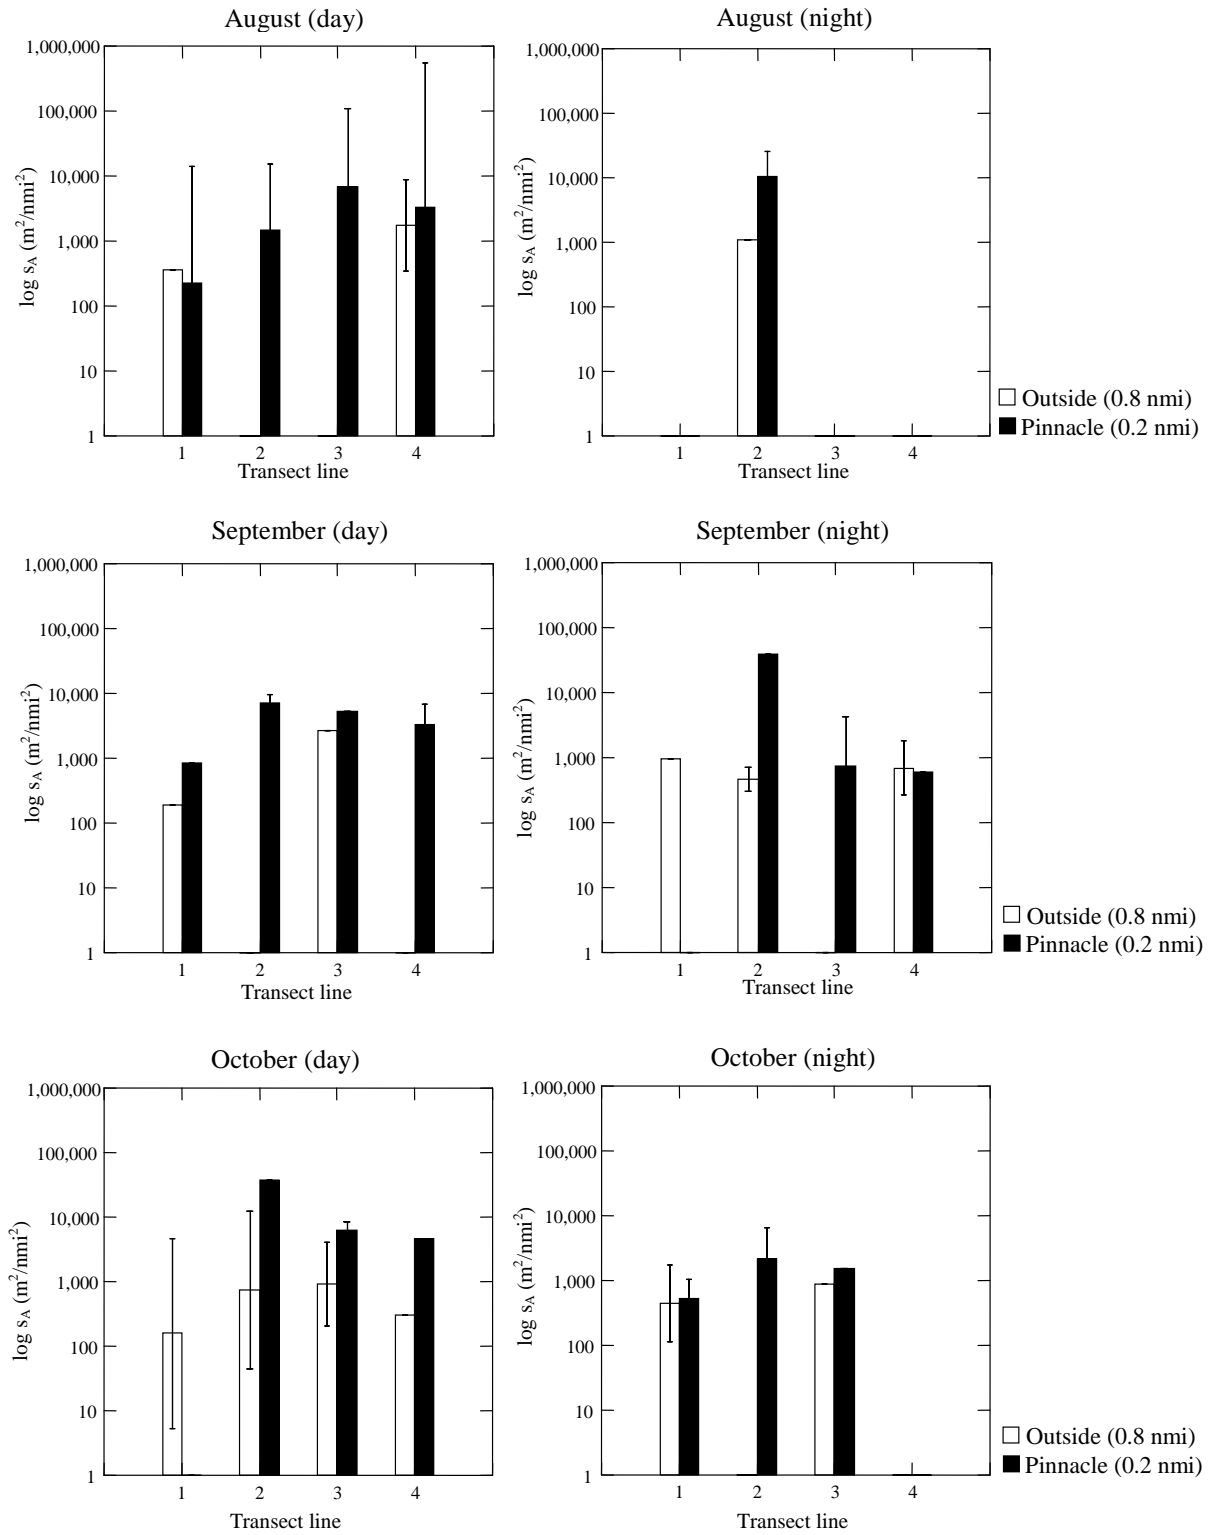 August (day)
1,000,000
100,000
10,000
1,000
100
10
1
log s_A (m²/nmi²)
1 2 3 4
Transect line
August (night)
1,000,000
100,000
10,000
1,000
100
10
1
log s_A (m²/nmi²)
1 2 3 4
Transect line
Outside (0.8 nmi)
Pinnacle (0.2 nmi)
September (day)
1,000,000
100,000
10,000
1,000
100
10
1
log s_A (m²/nmi²)
1 2 3 4
Transect line
September (night)
1,000,000
100,000
10,000
1,000
100
10
1
log s_A (m²/nmi²)
1 2 3 4
Transect line
Outside (0.8 nmi)
Pinnacle (0.2 nmi)
October (day)
1,000,000
100,000
10,000
1,000
100
10
1
log s_A (m²/nmi²)
1 2 3 4
Transect line
October (night)
1,000,000
100,000
10,000
1,000
100
10
1
log s_A (m²/nmi²)
1 2 3 4
Transect line
Outside (0.8 nmi)
Pinnacle (0.2 nmi)